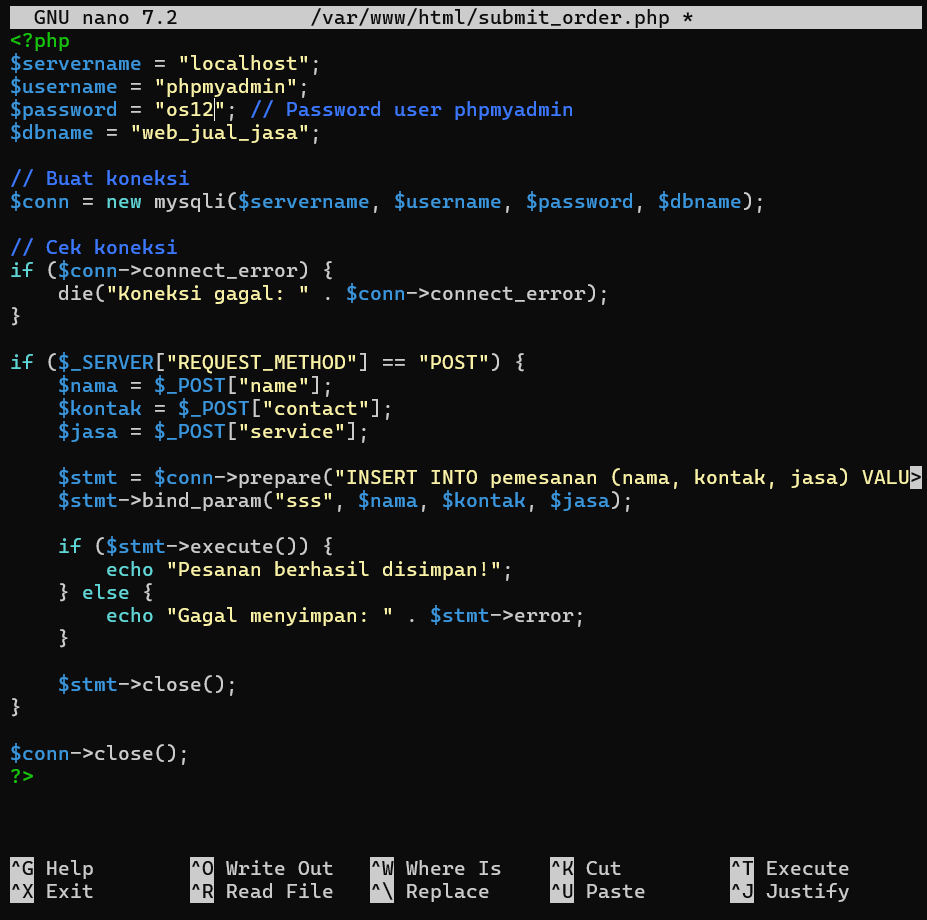 GNU nano 7.2 /var/www/html/submit_order.php *
<?php
$servername = "localhost";
$username = "phpmyadmin";
$password = "os12"; // Password user phpmyadmin
$dbname = "web_jual_jasa";

// Buat koneksi
$conn = new mysqli($servername, $username, $password, $dbname);

// Cek koneksi
if ($conn->connect_error) {
    die("Koneksi gagal: " . $conn->connect_error);
}

if ($_SERVER["REQUEST_METHOD"] == "POST") {
    $nama = $_POST["name"];
    $kontak = $_POST["contact"];
    $jasa = $_POST["service"];

    $stmt = $conn->prepare("INSERT INTO pemesanan (nama, kontak, jasa) VALU>
    $stmt->bind_param("sss", $nama, $kontak, $jasa);

    if ($stmt->execute()) {
        echo "Pesanan berhasil disimpan!";
    } else {
        echo "Gagal menyimpan: " . $stmt->error;
    }

    $stmt->close();
}

$conn->close();
?>

^G Help ^O Write Out ^W Where Is ^K Cut ^T Execute
^X Exit ^R Read File ^\ Replace ^U Paste ^J Justify